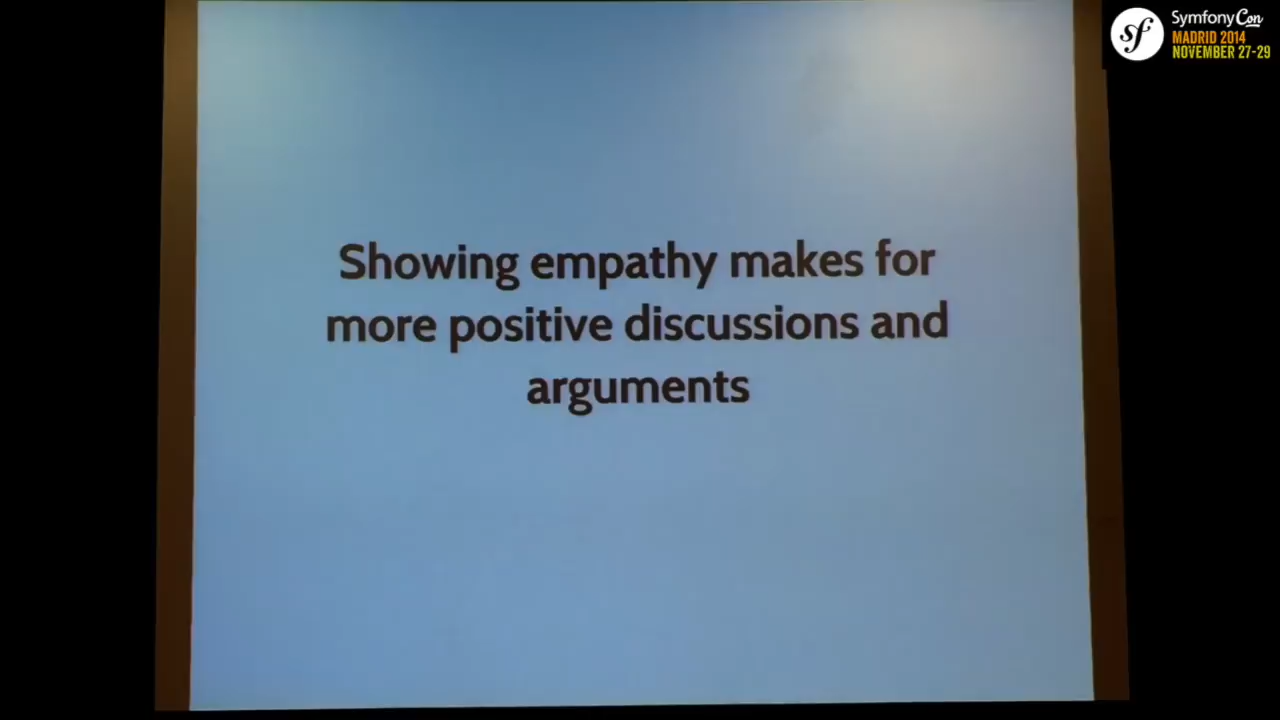 Showing empathy makes for
more positive discussions and
arguments
sf
SymfonyCon
MADRID 2014
NOVEMBER 27-29